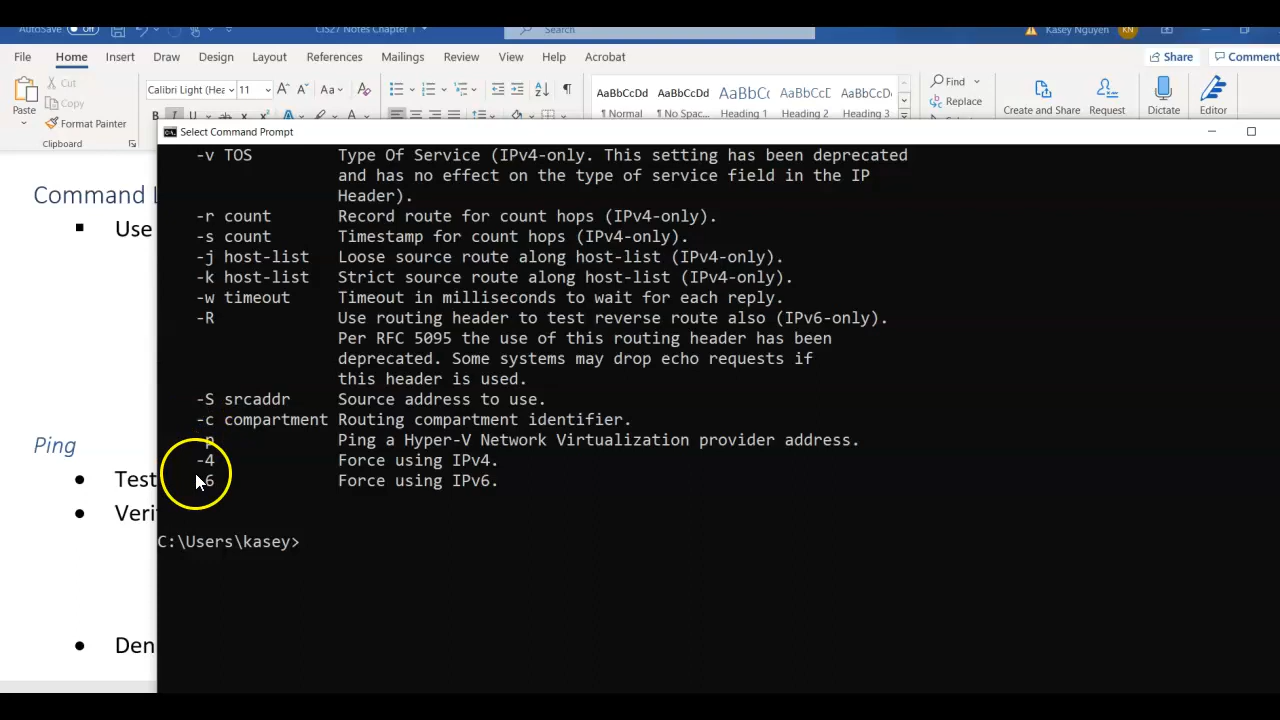 AutoSave Off CIS27 Notes Chapter 1 Search Kasey Nguyen KN
File Home Insert Draw Design Layout References Mailings Review View Help Acrobat Share Comment
Paste Cut Copy Format Painter Clipboard
Calibri Light (Hea 11 Aa
AaBbCcDd AaBbCcDd AaBbCc AaBbCcD AaBbCcDd
¶ Normal ¶ No Spac... Heading 1 Heading 2 Heading 3
Find Replace Create and Share Request Dictate Editor
Select Command Prompt
Command L
Use
Ping
Test
Veri
Den
-v TOS Type Of Service (IPv4-only. This setting has been deprecated
and has no effect on the type of service field in the IP
Header).
-r count Record route for count hops (IPv4-only).
-s count Timestamp for count hops (IPv4-only).
-j host-list Loose source route along host-list (IPv4-only).
-k host-list Strict source route along host-list (IPv4-only).
-w timeout Timeout in milliseconds to wait for each reply.
-R Use routing header to test reverse route also (IPv6-only).
Per RFC 5095 the use of this routing header has been
deprecated. Some systems may drop echo requests if
this header is used.
-S srcaddr Source address to use.
-c compartment Routing compartment identifier.
-p Ping a Hyper-V Network Virtualization provider address.
-4 Force using IPv4.
-6 Force using IPv6.
C:\Users\kasey>